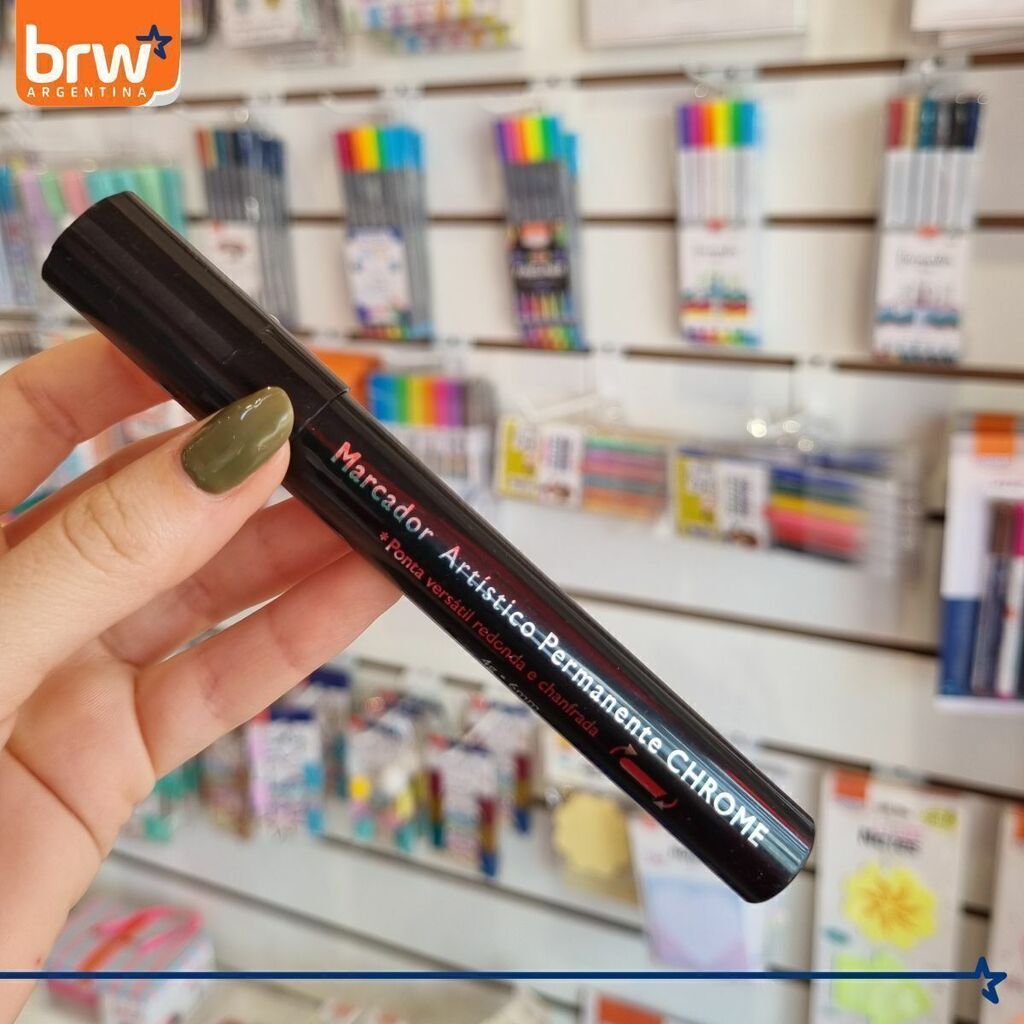 brw
ARGENTINA
Marcador Artístico Permanente CHROME
*Ponta versátil redonda e chanfrada